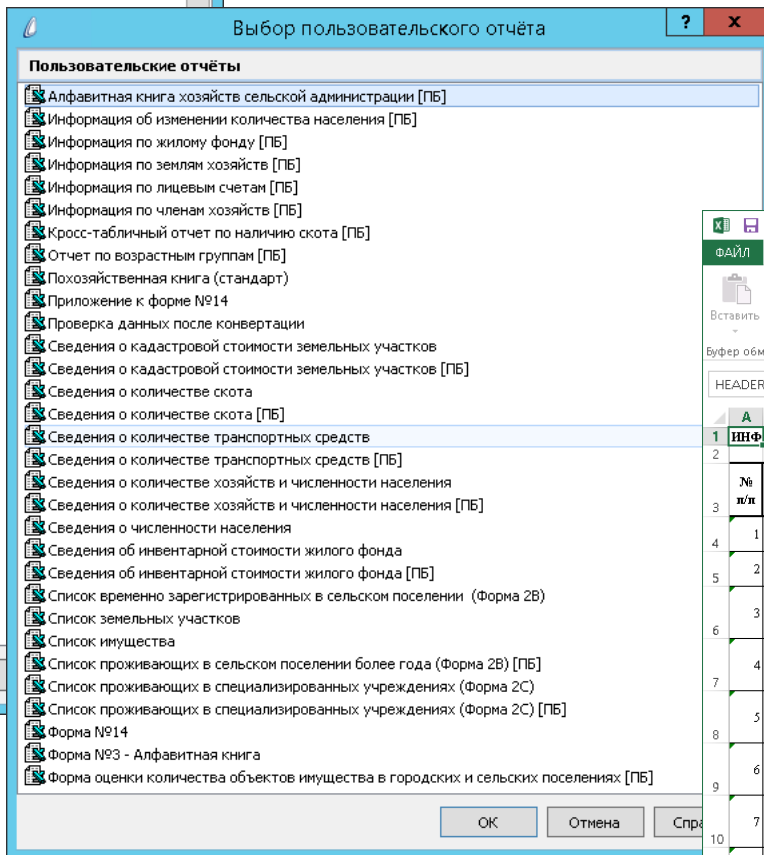 Выбор пользовательского отчёта
?
x
Пользовательские отчёты
Алфавитная книга хозяйств сельской администрации [ПБ]
Информация об изменении количества населения [ПБ]
Информация по жилому фонду [ПБ]
Информация по землям хозяйств [ПБ]
Информация по лицевым счетам [ПБ]
Информация по членам хозяйств [ПБ]
Кросс-табличный отчет по наличию скота [ПБ]
Отчет по возрастным группам [ПБ]
Похозяйственная книга (стандарт)
Приложение к форме №14
Проверка данных после конвертации
Сведения о кадастровой стоимости земельных участков
Сведения о кадастровой стоимости земельных участков [ПБ]
Сведения о количестве скота
Сведения о количестве скота [ПБ]
Сведения о количестве транспортных средств
Сведения о количестве транспортных средств [ПБ]
Сведения о количестве хозяйств и численности населения
Сведения о количестве хозяйств и численности населения [ПБ]
Сведения о численности населения
Сведения об инвентарной стоимости жилого фонда
Сведения об инвентарной стоимости жилого фонда [ПБ]
Список временно зарегистрированных в сельском поселении (Форма 2В)
Список земельных участков
Список имущества
Список проживающих в сельском поселении более года (Форма 2В) [ПБ]
Список проживающих в специализированных учреждениях (Форма 2С)
Список проживающих в специализированных учреждениях (Форма 2С) [ПБ]
Форма №14
Форма №3 - Алфавитная книга
Форма оценки количества объектов имущества в городских и сельских поселениях [ПБ]
ОК
Отмена
Спра
ФАЙЛ
Вставить
Буфер обм
HEADER
A
1 ИНФ
2
3 № п/п
4 1
5 2
6 3
7 4
8 5
9 6
10 7